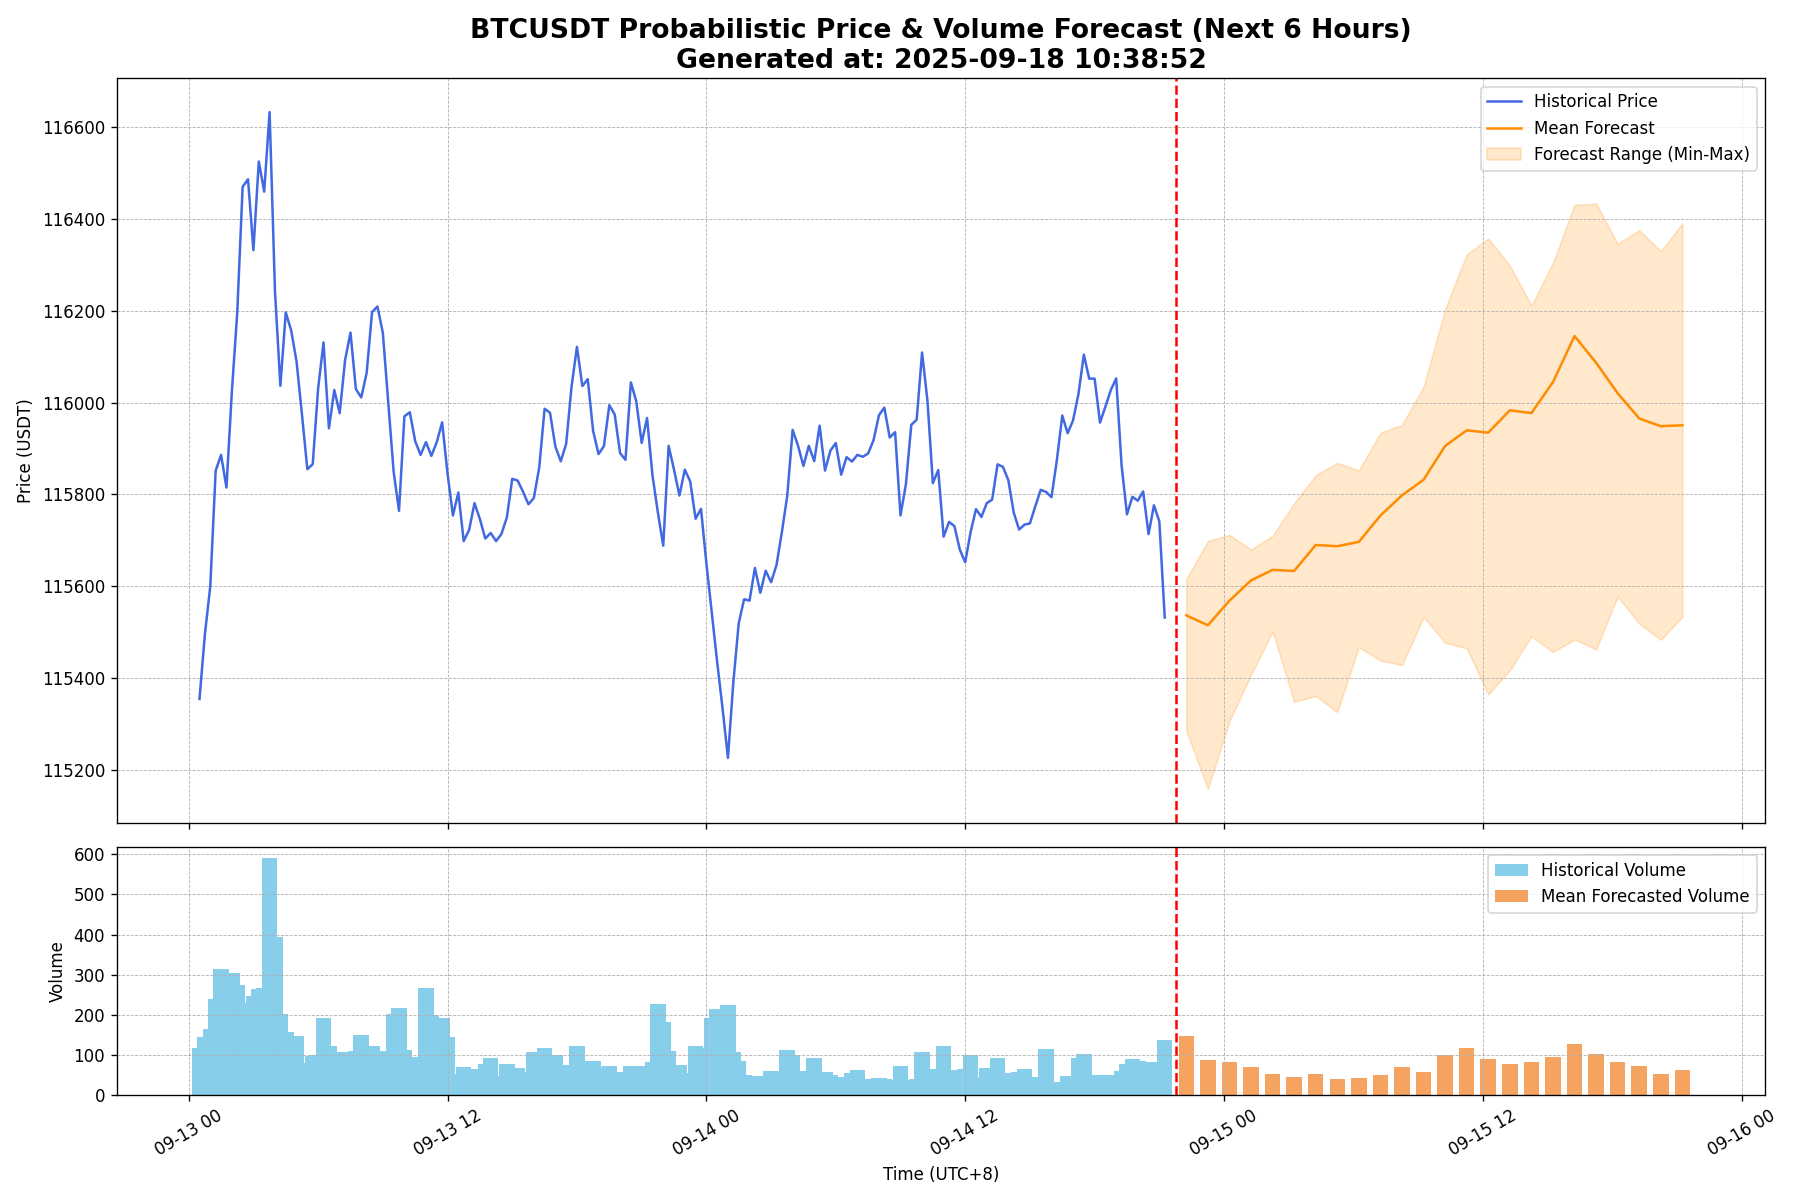 BTCUSDT Probabilistic Price & Volume Forecast (Next 6 Hours)
Generated at: 2025-09-18 10:38:52
Historical Price
Mean Forecast
Forecast Range (Min-Max)
Price (USDT)
116600
116400
116200
116000
115800
115600
115400
115200
Historical Volume
Mean Forecasted Volume
Volume
600
500
400
300
200
100
0
09-13 00
09-13 12
09-14 00
09-14 12
09-15 00
09-15 12
09-16 00
Time (UTC+8)